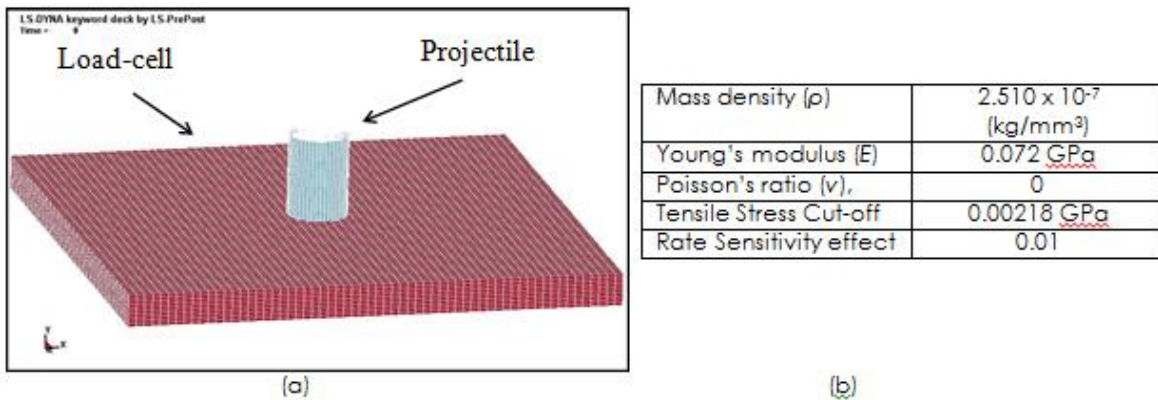 LS-DYNA keyword deck by LS-PrePost
Time = 0
Load-cell
Projectile
Y
X
(a)
Mass density (ρ) 2.510 x 10⁻⁷
(kg/mm³)
Young's modulus (E) 0.072 GPa
Poisson's ratio (v), 0
Tensile Stress Cut-off 0.00218 GPa
Rate Sensitivity effect 0.01
(b)